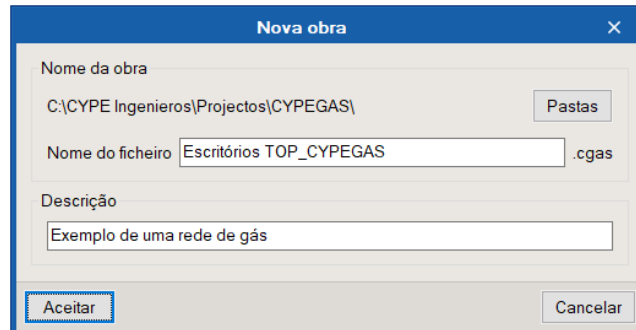 Nova obra
Nome da obra
C:\CYPE Ingenieros\Projectos\CYPEGAS\ Pastas
Nome do ficheiro Escritórios TOP_CYPEGAS .cgas
Descrição
Exemplo de uma rede de gás
Aceitar Cancelar